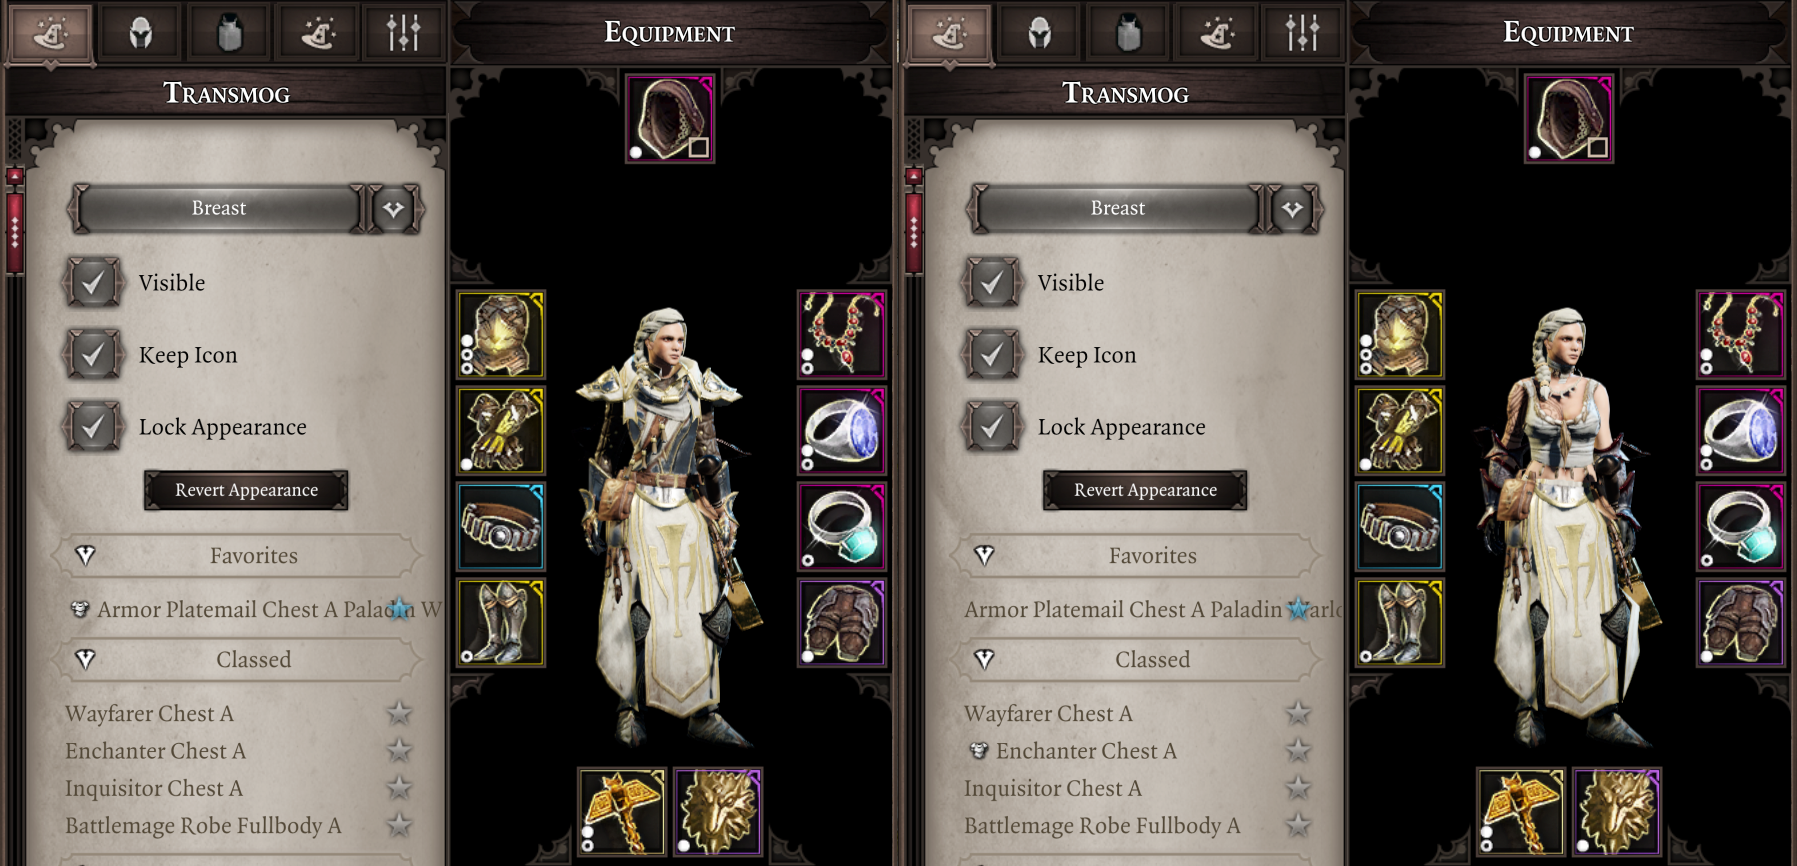 Equipment
Transmog
Breast
Visible
Keep Icon
Lock Appearance
Revert Appearance
Favorites
Armor Platemail Chest A Paladin W
Classed
Wayfarer Chest A
Enchanter Chest A
Inquisitor Chest A
Battlemage Robe Fullbody A
Equipment
Transmog
Breast
Visible
Keep Icon
Lock Appearance
Revert Appearance
Favorites
Armor Platemail Chest A Paladin Warlo
Classed
Wayfarer Chest A
Enchanter Chest A
Inquisitor Chest A
Battlemage Robe Fullbody A